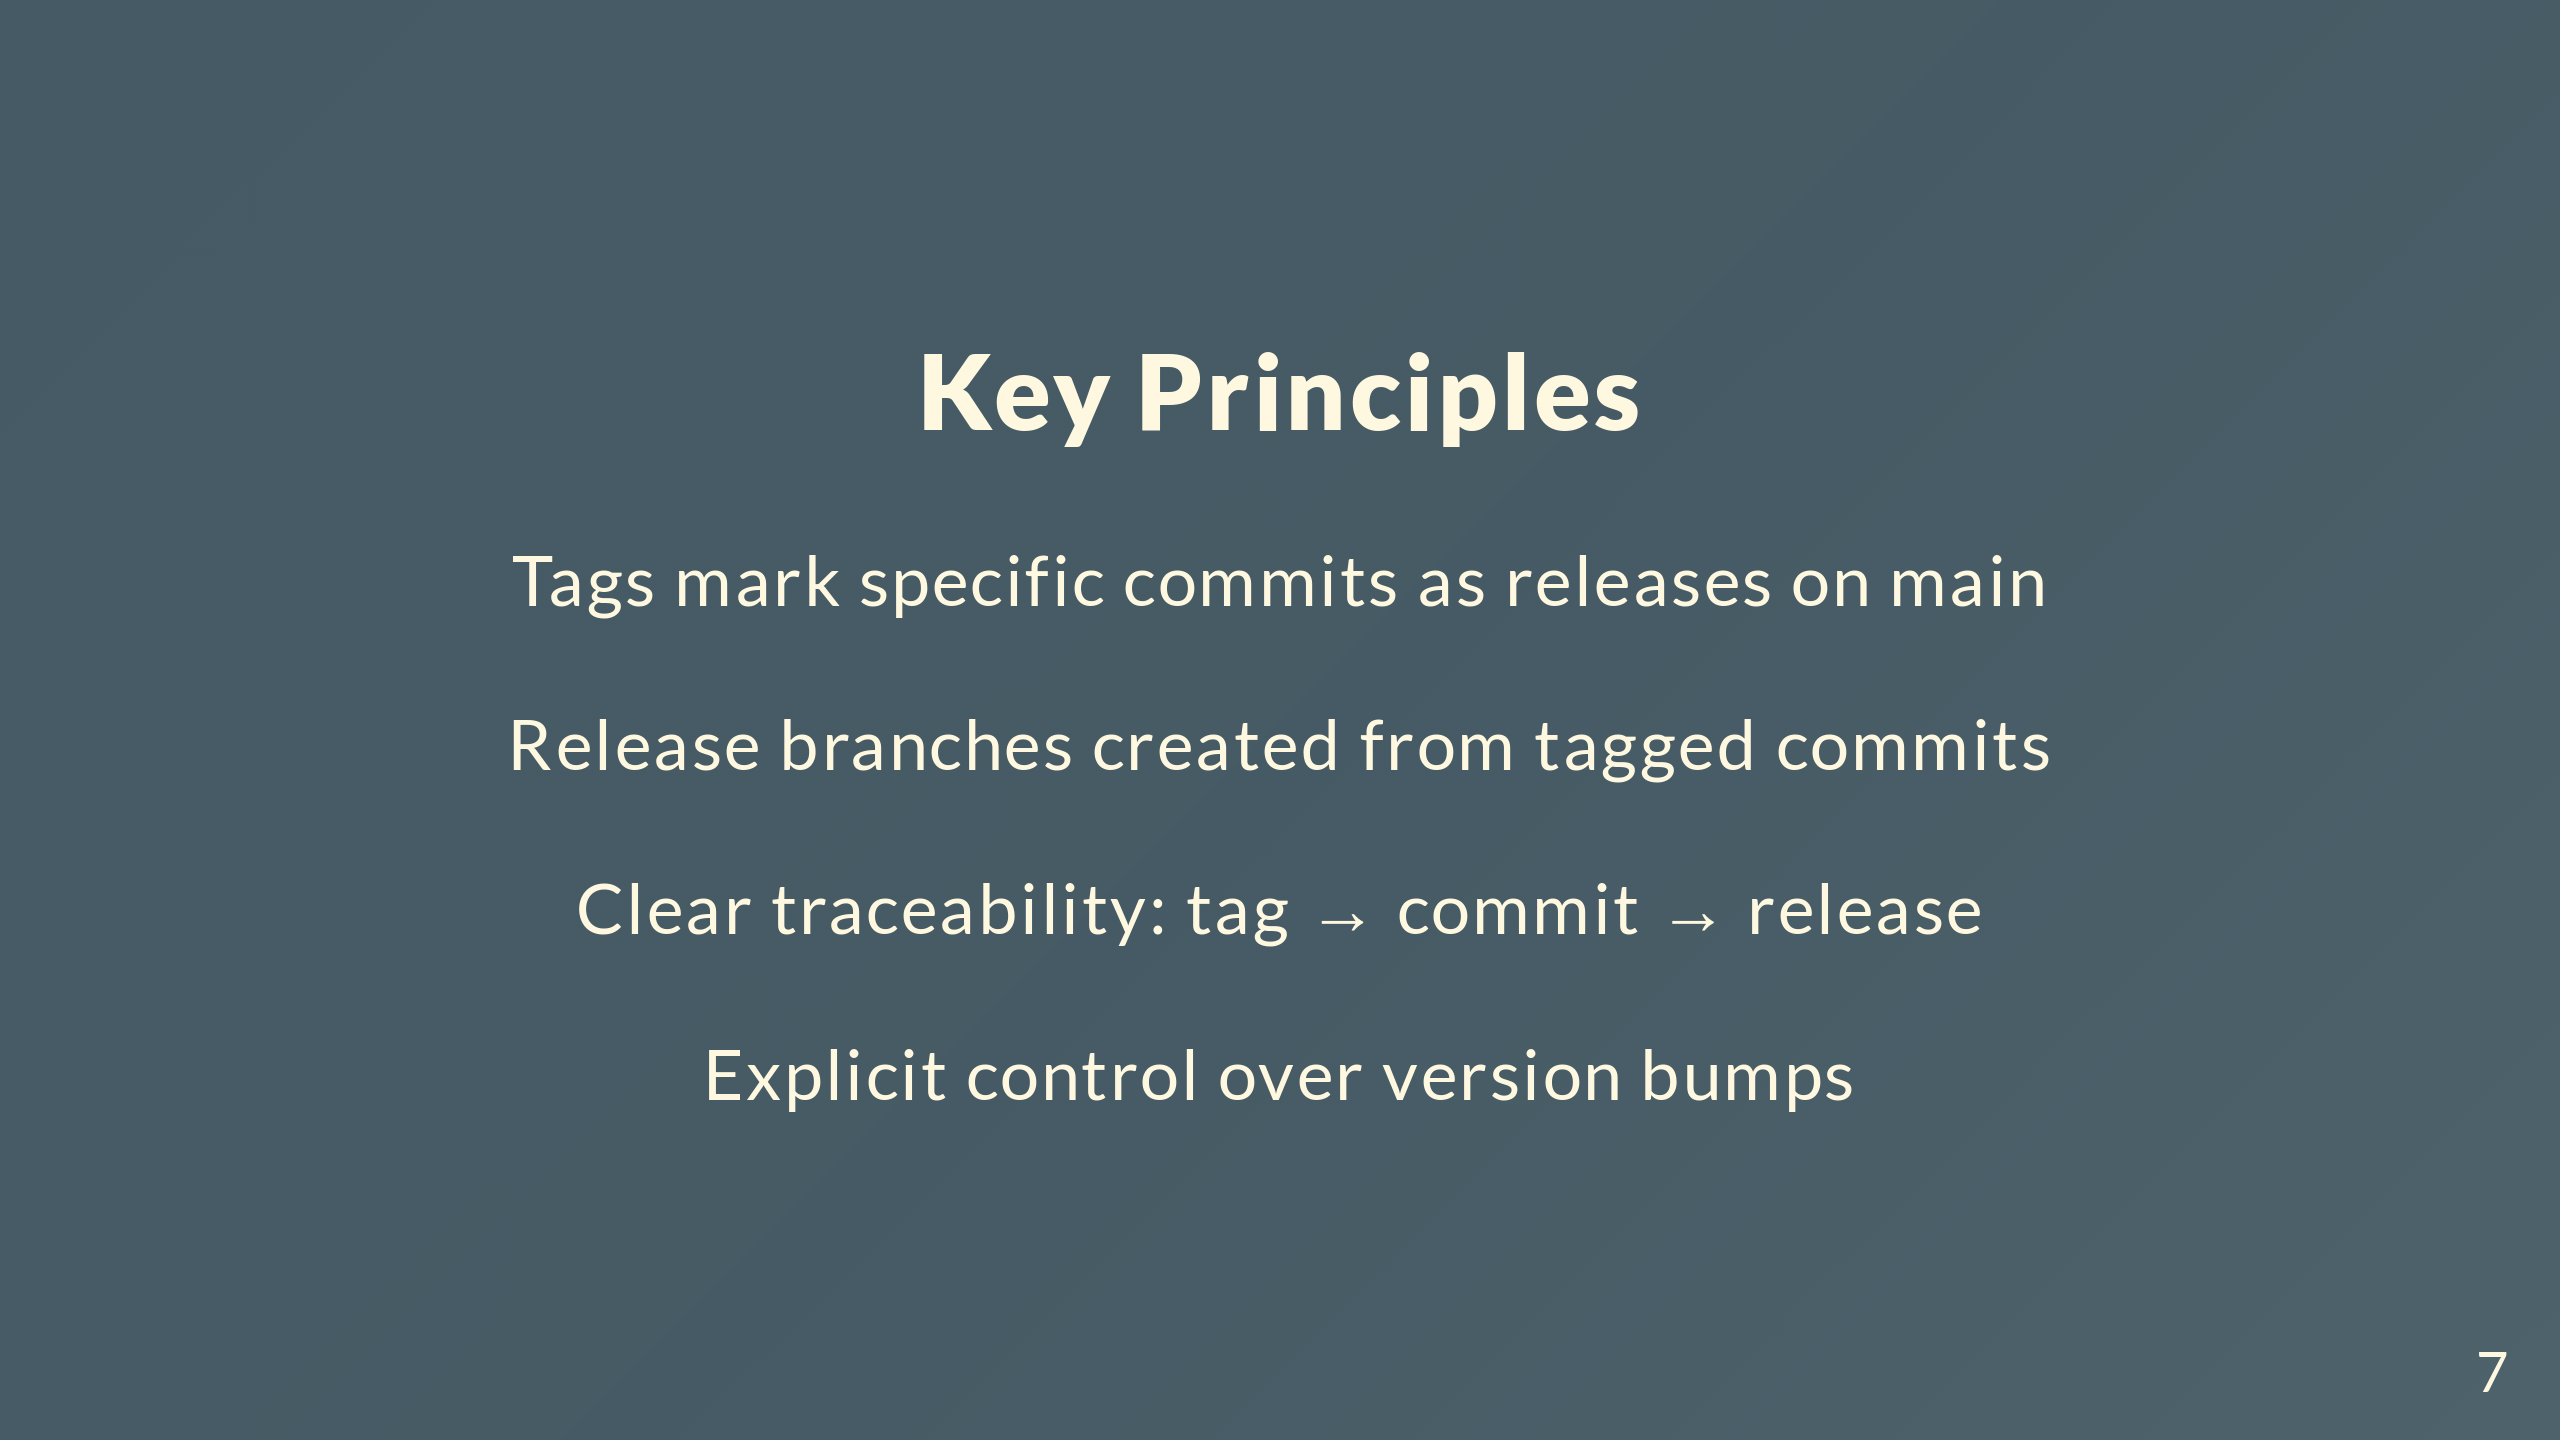 Key Principles
Tags mark specific commits as releases on main
Release branches created from tagged commits
Clear traceability: tag → commit → release
Explicit control over version bumps
7